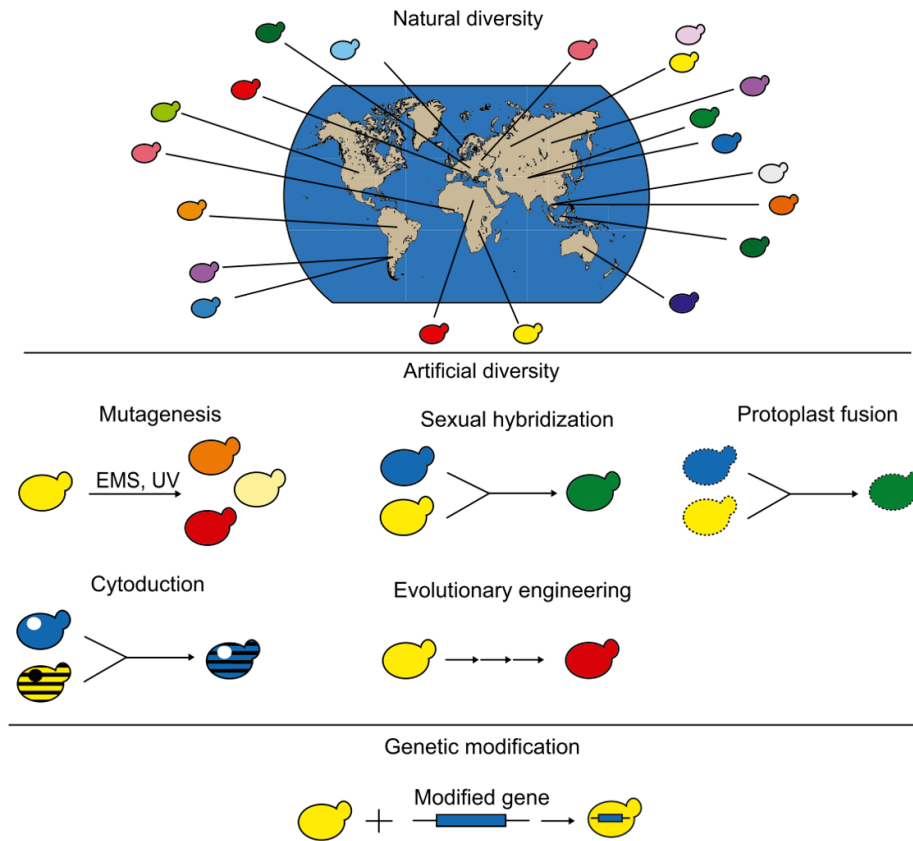 Natural diversity
Artificial diversity
Mutagenesis
Sexual hybridization
Protoplast fusion
EMS, UV
Cytoduction
Evolutionary engineering
Genetic modification
Modified gene